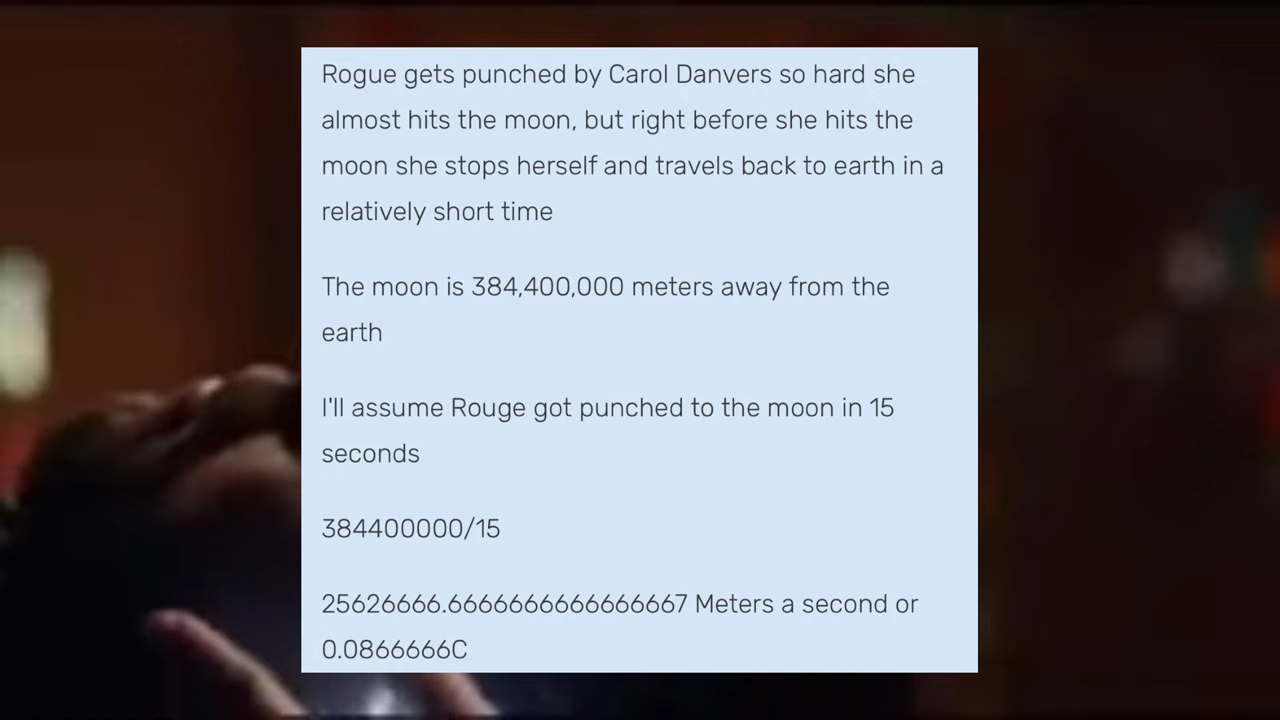 Rogue gets punched by Carol Danvers so hard she
almost hits the moon, but right before she hits the
moon she stops herself and travels back to earth in a
relatively short time
The moon is 384,400,000 meters away from the
earth
I'll assume Rouge got punched to the moon in 15
seconds
384400000/15
25626666.6666666666666667 Meters a second or
0.0866666C